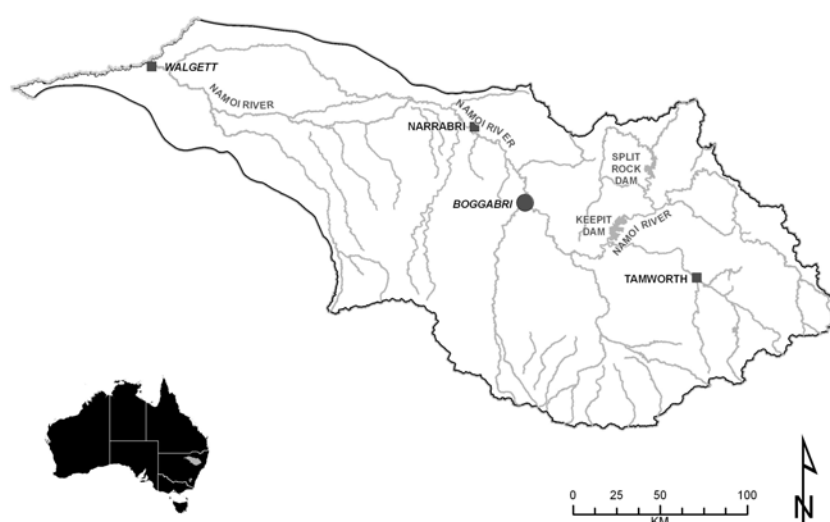 WALGETT
NAMOI RIVER
NAMOI RIVER
NARRABRI
SPLIT
ROCK
DAM
BOGGABRI
KEEPIT
DAM
NAMOI RIVER
TAMWORTH
0 25 50 100
KM
N